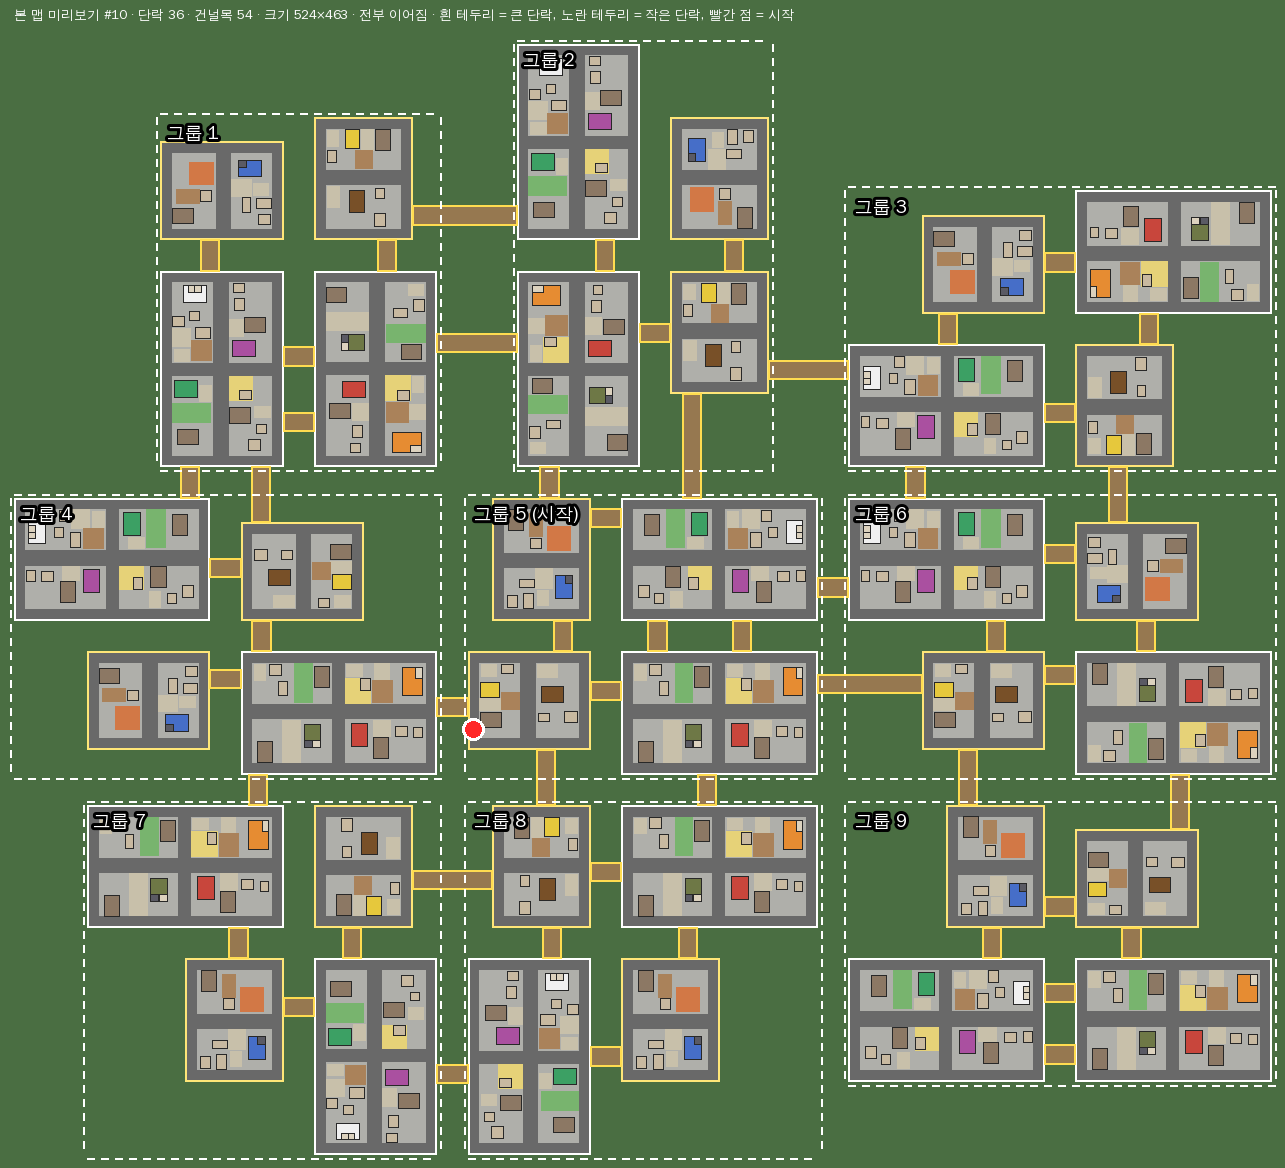 본 맵 미리보기 #10 · 단락 36 · 건널목 54 · 크기 524×463 · 전부 이어짐 · 흰 테두리 = 큰 단락, 노란 테두리 = 작은 단락, 빨간 점 = 시작
그룹 1
그룹 2
그룹 3
그룹 4
그룹 5 (시작)
그룹 6
그룹 7
그룹 8
그룹 9